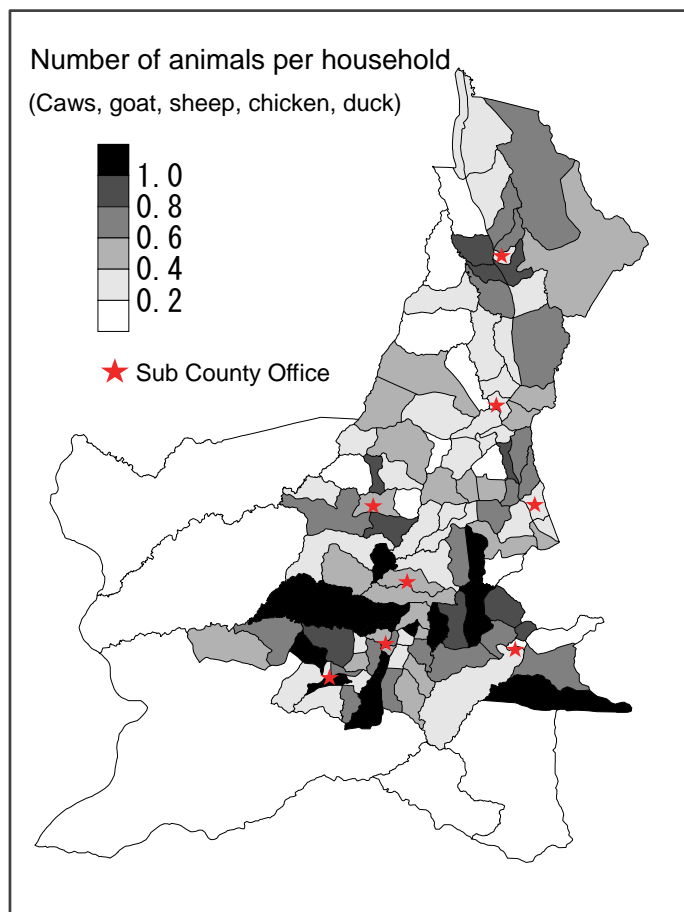 Number of animals per household
(Caws, goat, sheep, chicken, duck)
1.0
0.8
0.6
0.4
0.2
Sub County Office